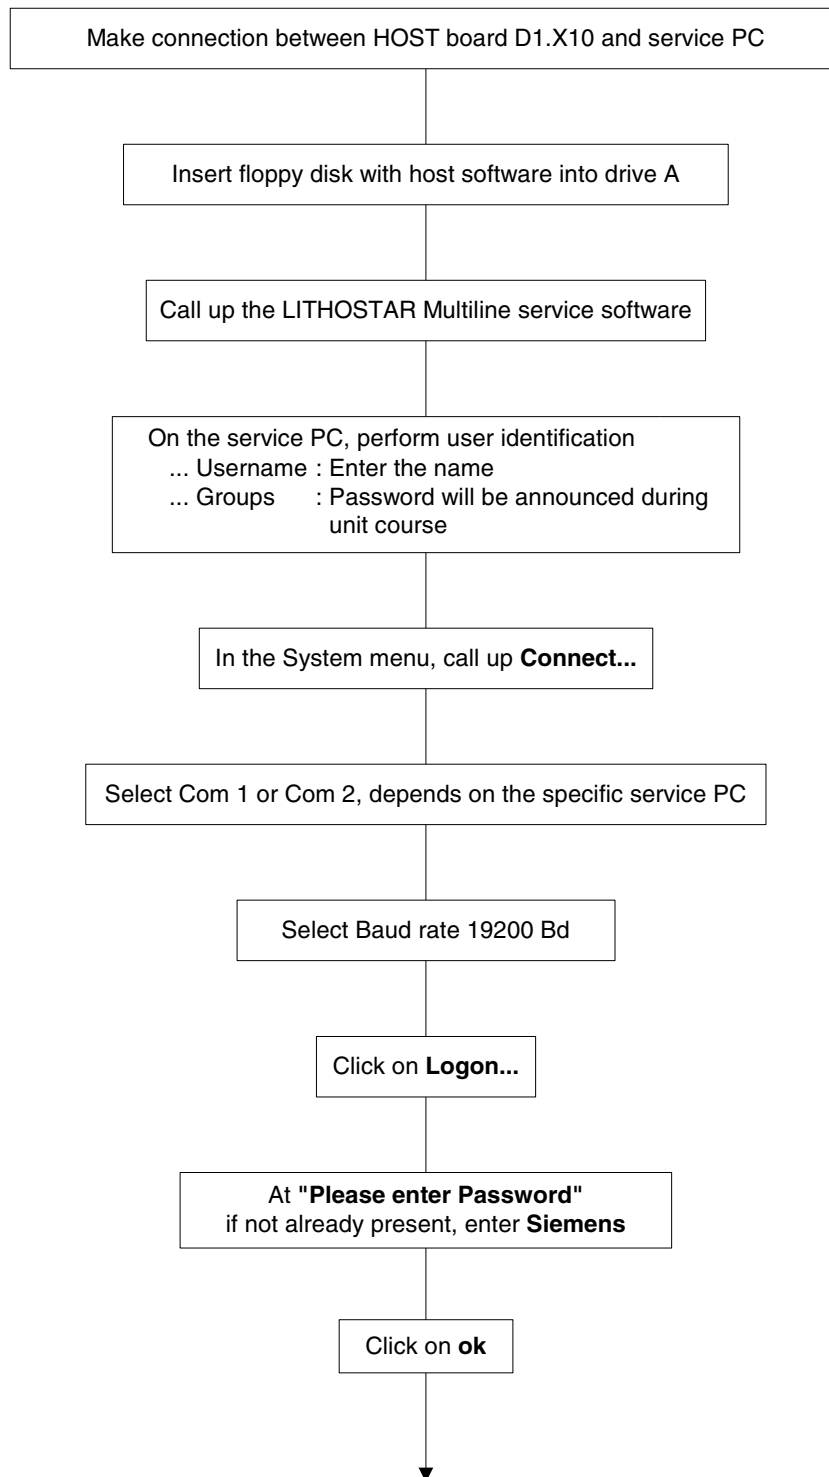 Make connection between HOST board D1.X10 and service PC
Insert floppy disk with host software into drive A
Call up the LITHOSTAR Multiline service software
On the service PC, perform user identification
... Username : Enter the name
... Groups : Password will be announced during
unit course
In the System menu, call up Connect...
Select Com 1 or Com 2, depends on the specific service PC
Select Baud rate 19200 Bd
Click on Logon...
At "Please enter Password"
if not already present, enter Siemens
Click on ok